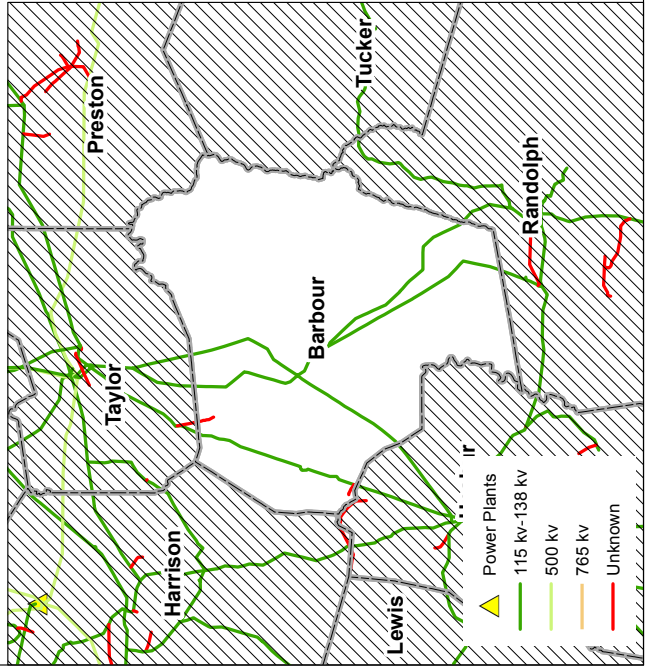 Preston
Tucker
Randolph
Barbour
Taylor
Harrison
Lewis
Power Plants
115 kv-138 kv
500 kv
765 kv
Unknown